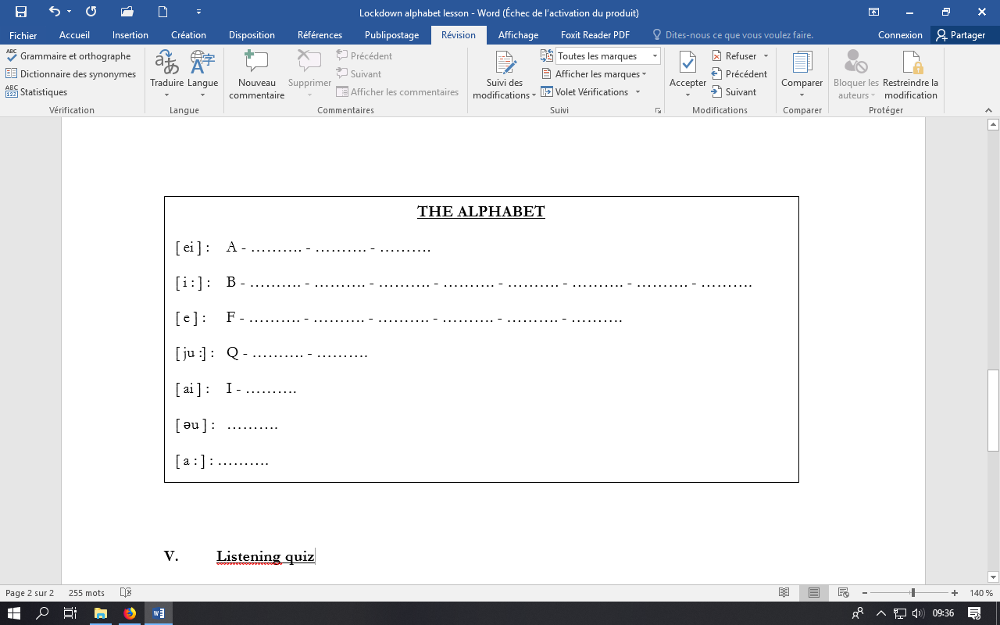 Lockdown alphabet lesson - Word (Échec de l'activation du produit)
Fichier Accueil Insertion Création Disposition Références Publipostage Révision Affichage Foxit Reader PDF Dites-nous ce que vous voulez faire. Connexion Partager
ABC Grammaire et orthographe
Dictionnaire des synonymes
ABC 123 Statistiques
Vérification
Traduire Langue
Langue
Nouveau commentaire
Supprimer
Précédent
Suivant
Afficher les commentaires
Commentaires
Suivi des modifications
Toutes les marques
Afficher les marques
Volet Vérifications
Suivi
Accepter
Refuser
Précédent
Suivant
Modifications
Comparer
Comparer
Bloquer les auteurs
Restreindre la modification
Protéger
THE ALPHABET
[ ei ] : A - ………. - ………. - ……….
[ i : ] : B - ………. - ………. - ………. - ………. - ………. - ………. - ………. - ……….
[ e ] : F - ………. - ………. - ………. - ………. - ………. - ……….
[ ju :] : Q - ………. - ……….
[ ai ] : I - ……….
[ əu ] : ……….
[ a : ] : ……….
V. Listening quiz
Page 2 sur 2 255 mots 140 %
09:36